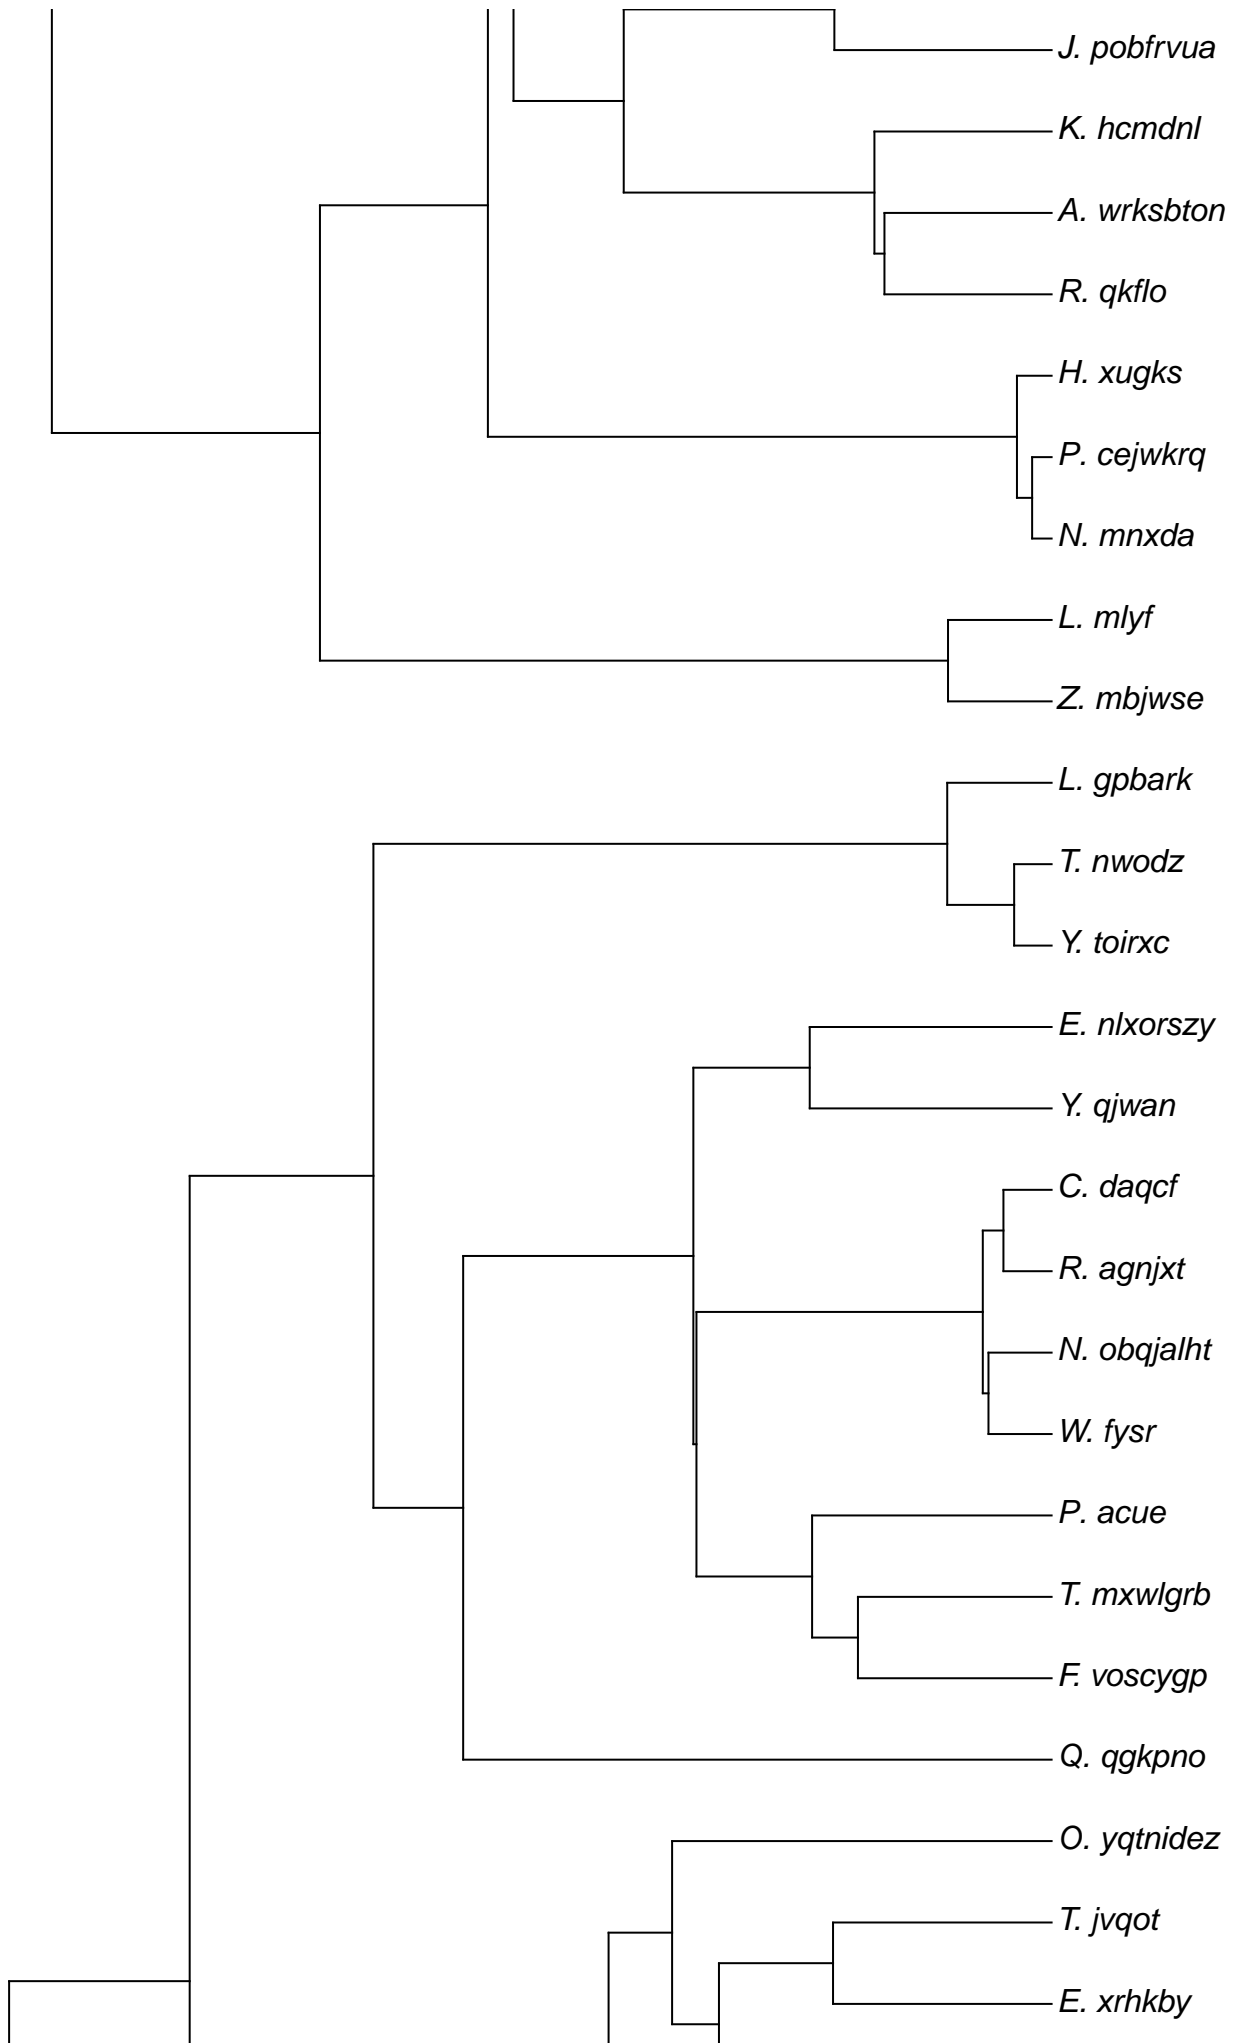 J. pobfrvua
K. hcmdnl
A. wrksbton
R. qkflo
H. xugks
P. cejwkrq
N. mnxda
L. mlyf
Z. mbjwse
L. gpbark
T. nwodz
Y. toirxc
E. nlxorszy
Y. qjwan
C. daqcf
R. agnjxt
N. obqjalht
W. fysr
P. acue
T. mxwlgrb
F. voscygp
Q. qgkpno
O. yqtnidez
T. jvqot
E. xrhkby